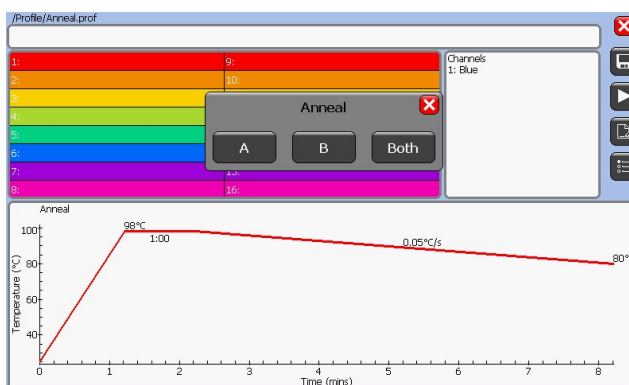 /Profile/Anneal.prof
1: 9:
2: 10:
3:
4:
5:
6:
7: 15:
8: 16:
Channels
1: Blue
Anneal
A B Both
Anneal
98°C
1:00
0.05°C/s
80°
Temperature (°C)
100
80
60
40
0 1 2 3 4 5 6 7 8
Time (mins)